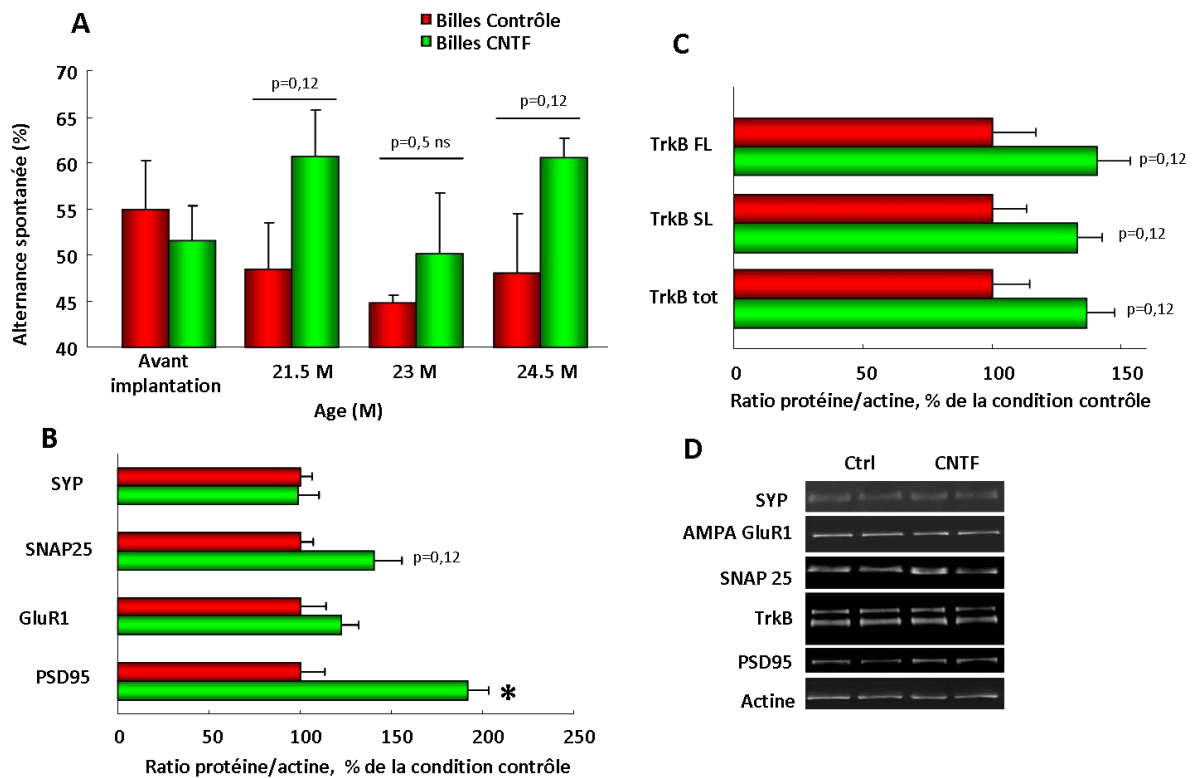 A
Billes Contrôle
Billes CNTF
Alternance spontanée (%)
70
65
60
55
50
45
40
p=0,12
p=0,5 ns
p=0,12
Avant
implantation
21.5 M
23 M
24.5 M
Age (M)
B
SYP
SNAP25
p=0,12
GluR1
PSD95
*
0
50
100
150
200
250
Ratio protéine/actine, % de la condition contrôle
C
TrkB FL
p=0,12
TrkB SL
p=0,12
TrkB tot
p=0,12
0
50
100
150
Ratio protéine/actine, % de la condition contrôle
D
Ctrl
CNTF
SYP
AMPA GluR1
SNAP 25
TrkB
PSD95
Actine